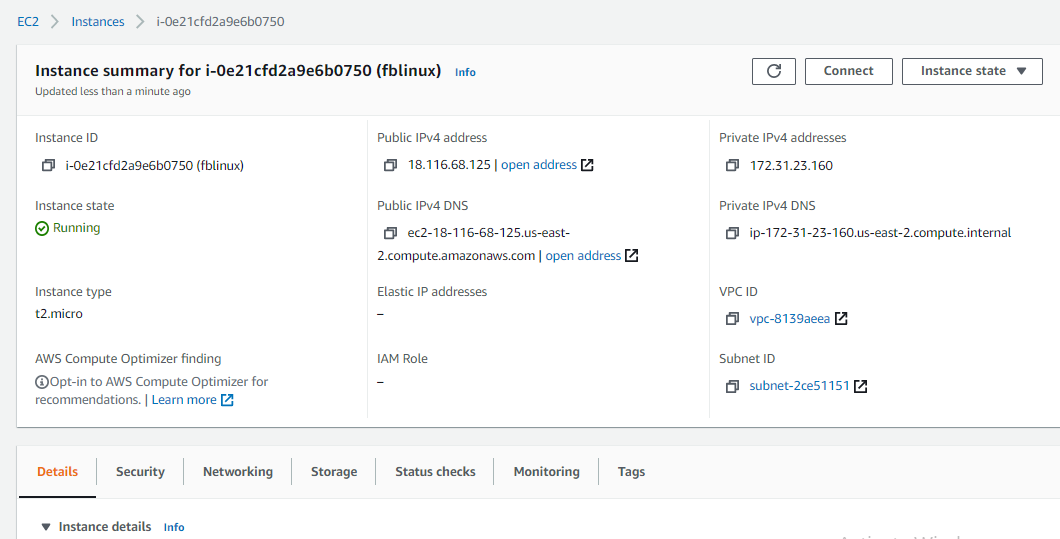 EC2 > Instances > i-0e21cfd2a9e6b0750
Instance summary for i-0e21cfd2a9e6b0750 (fblinux) Info
Connect
Instance state
Updated less than a minute ago
Instance ID
i-0e21cfd2a9e6b0750 (fblinux)
Public IPv4 address
18.116.68.125 | open address
Private IPv4 addresses
172.31.23.160
Instance state
Running
Public IPv4 DNS
ec2-18-116-68-125.us-east-
2.compute.amazonaws.com | open address
Private IPv4 DNS
ip-172-31-23-160.us-east-2.compute.internal
Instance type
t2.micro
Elastic IP addresses
–
VPC ID
vpc-8139aeea
AWS Compute Optimizer finding
Opt-in to AWS Compute Optimizer for
recommendations. | Learn more
IAM Role
–
Subnet ID
subnet-2ce51151
Details
Security
Networking
Storage
Status checks
Monitoring
Tags
Instance details Info